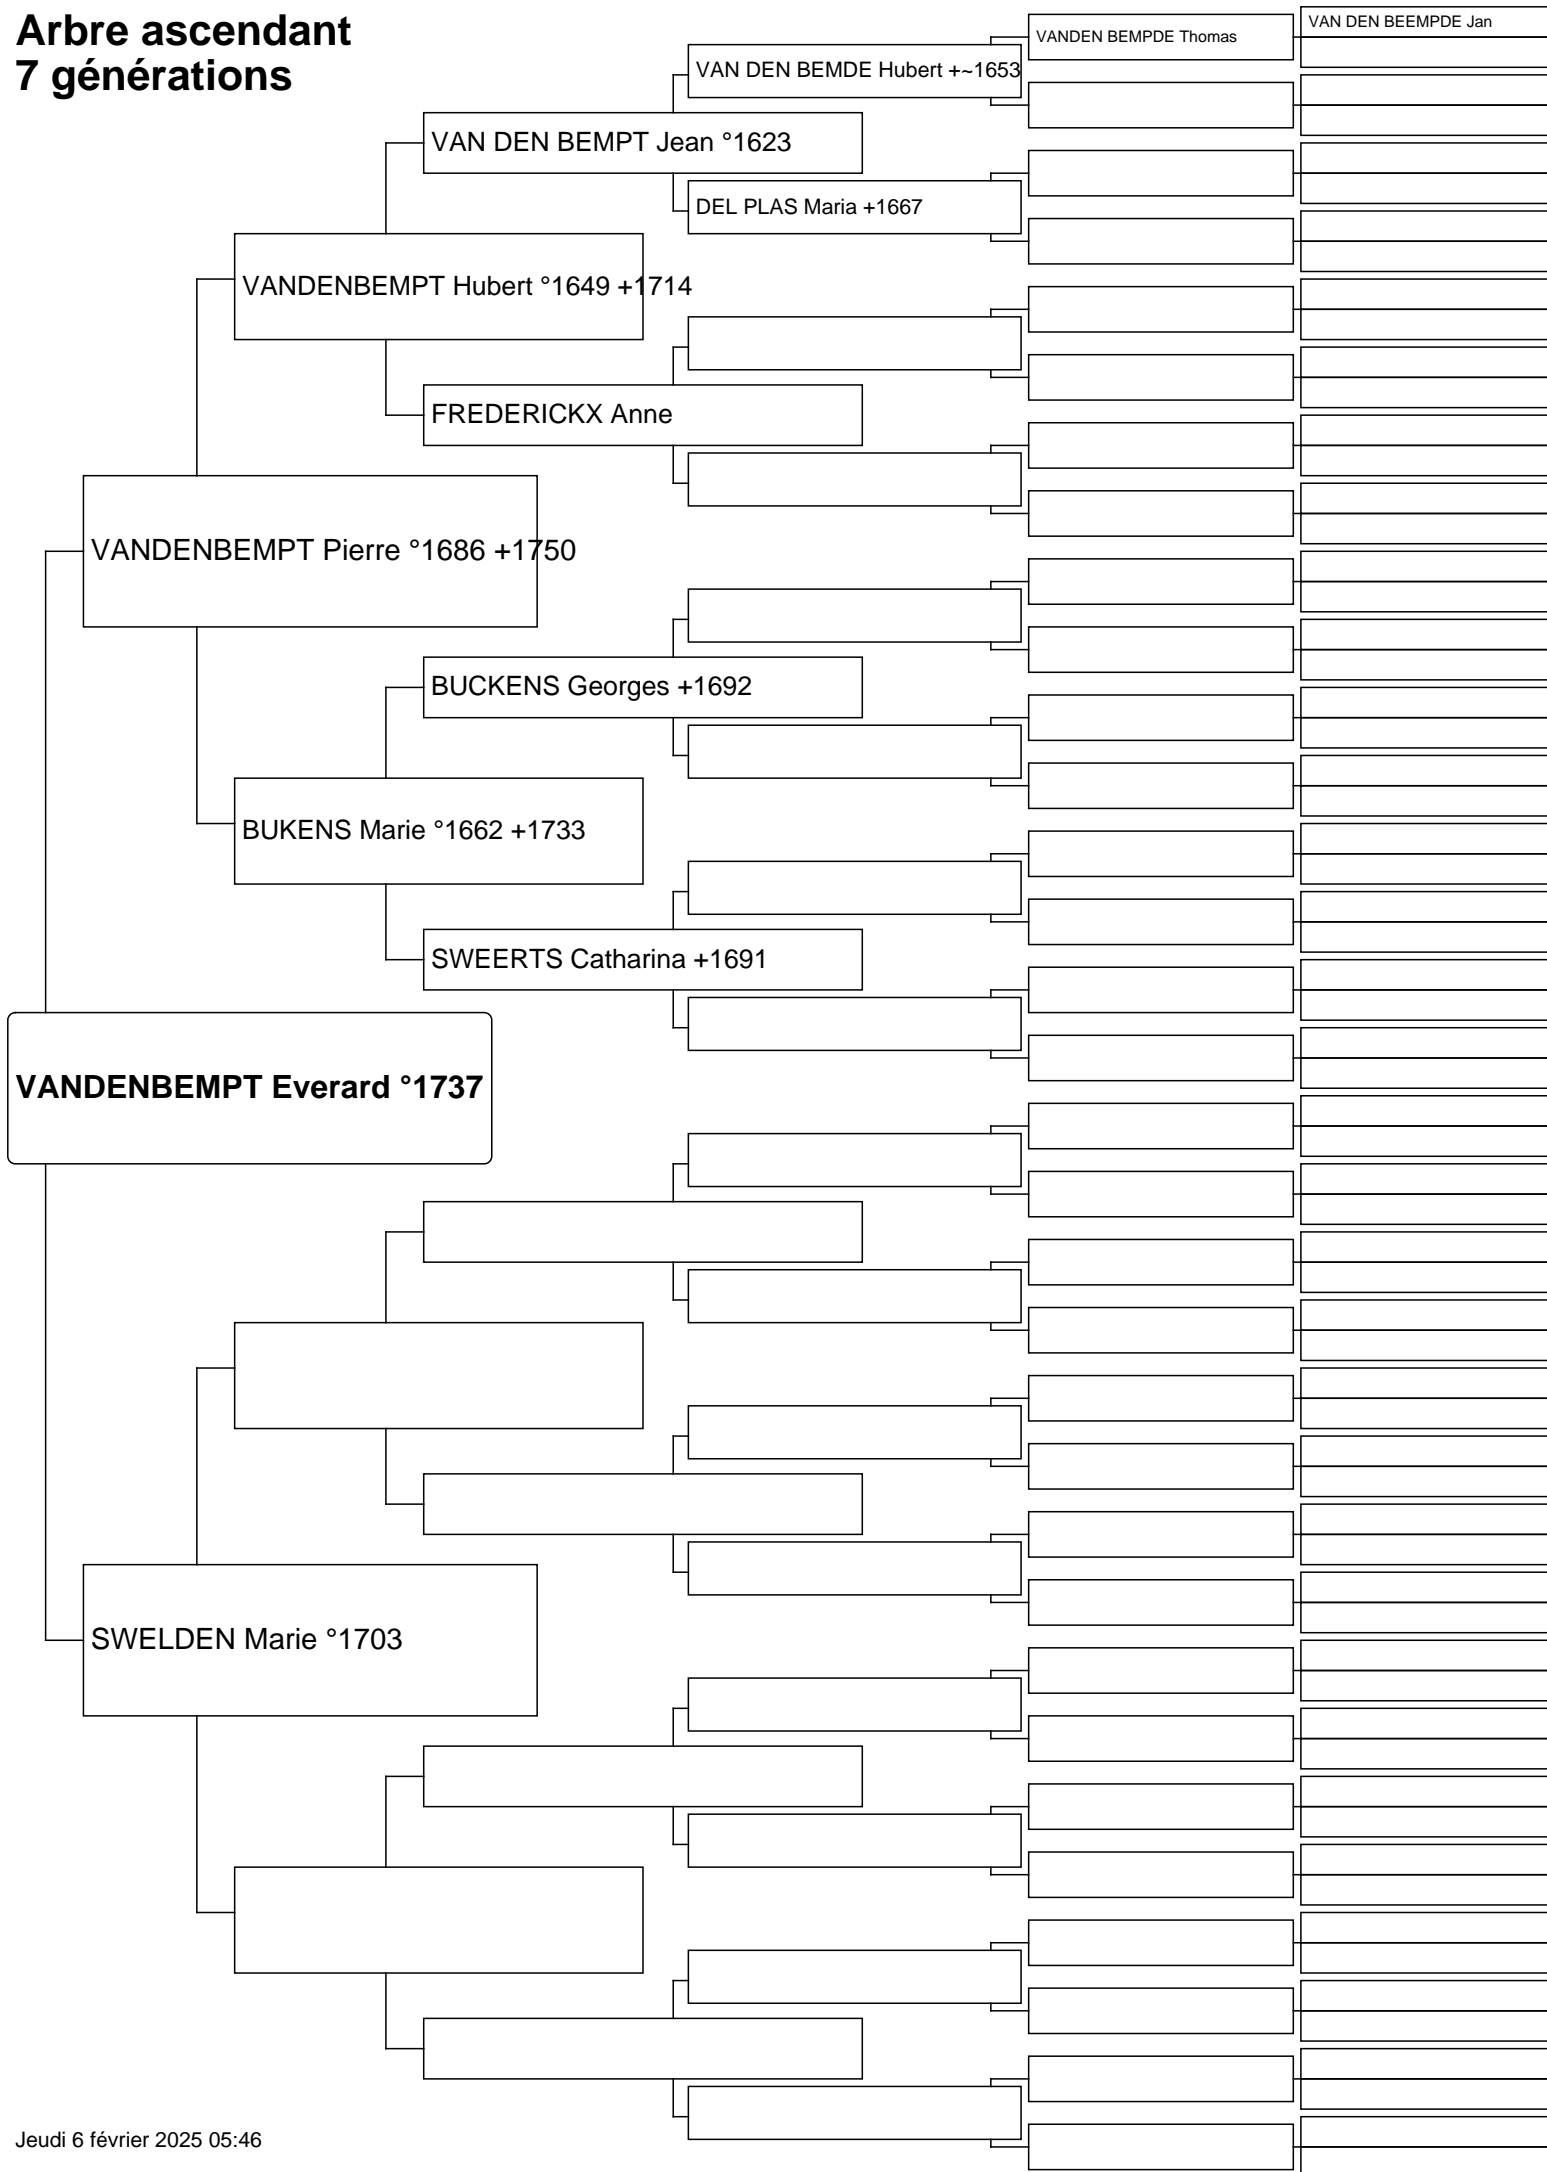 Arbre ascendant
7 générations
VAN DEN BEEMPDE Jan
VANDEN BEMPDE Thomas
VAN DEN BEMDE Hubert +~1653
VAN DEN BEMPT Jean °1623
DEL PLAS Maria +1667
VANDENBEMPT Hubert °1649 +1714
FREDERICKX Anne
VANDENBEMPT Pierre °1686 +1750
BUCKENS Georges +1692
BUKENS Marie °1662 +1733
SWEERTS Catharina +1691
VANDENBEMPT Everard °1737
SWELDEN Marie °1703
Jeudi 6 février 2025 05:46